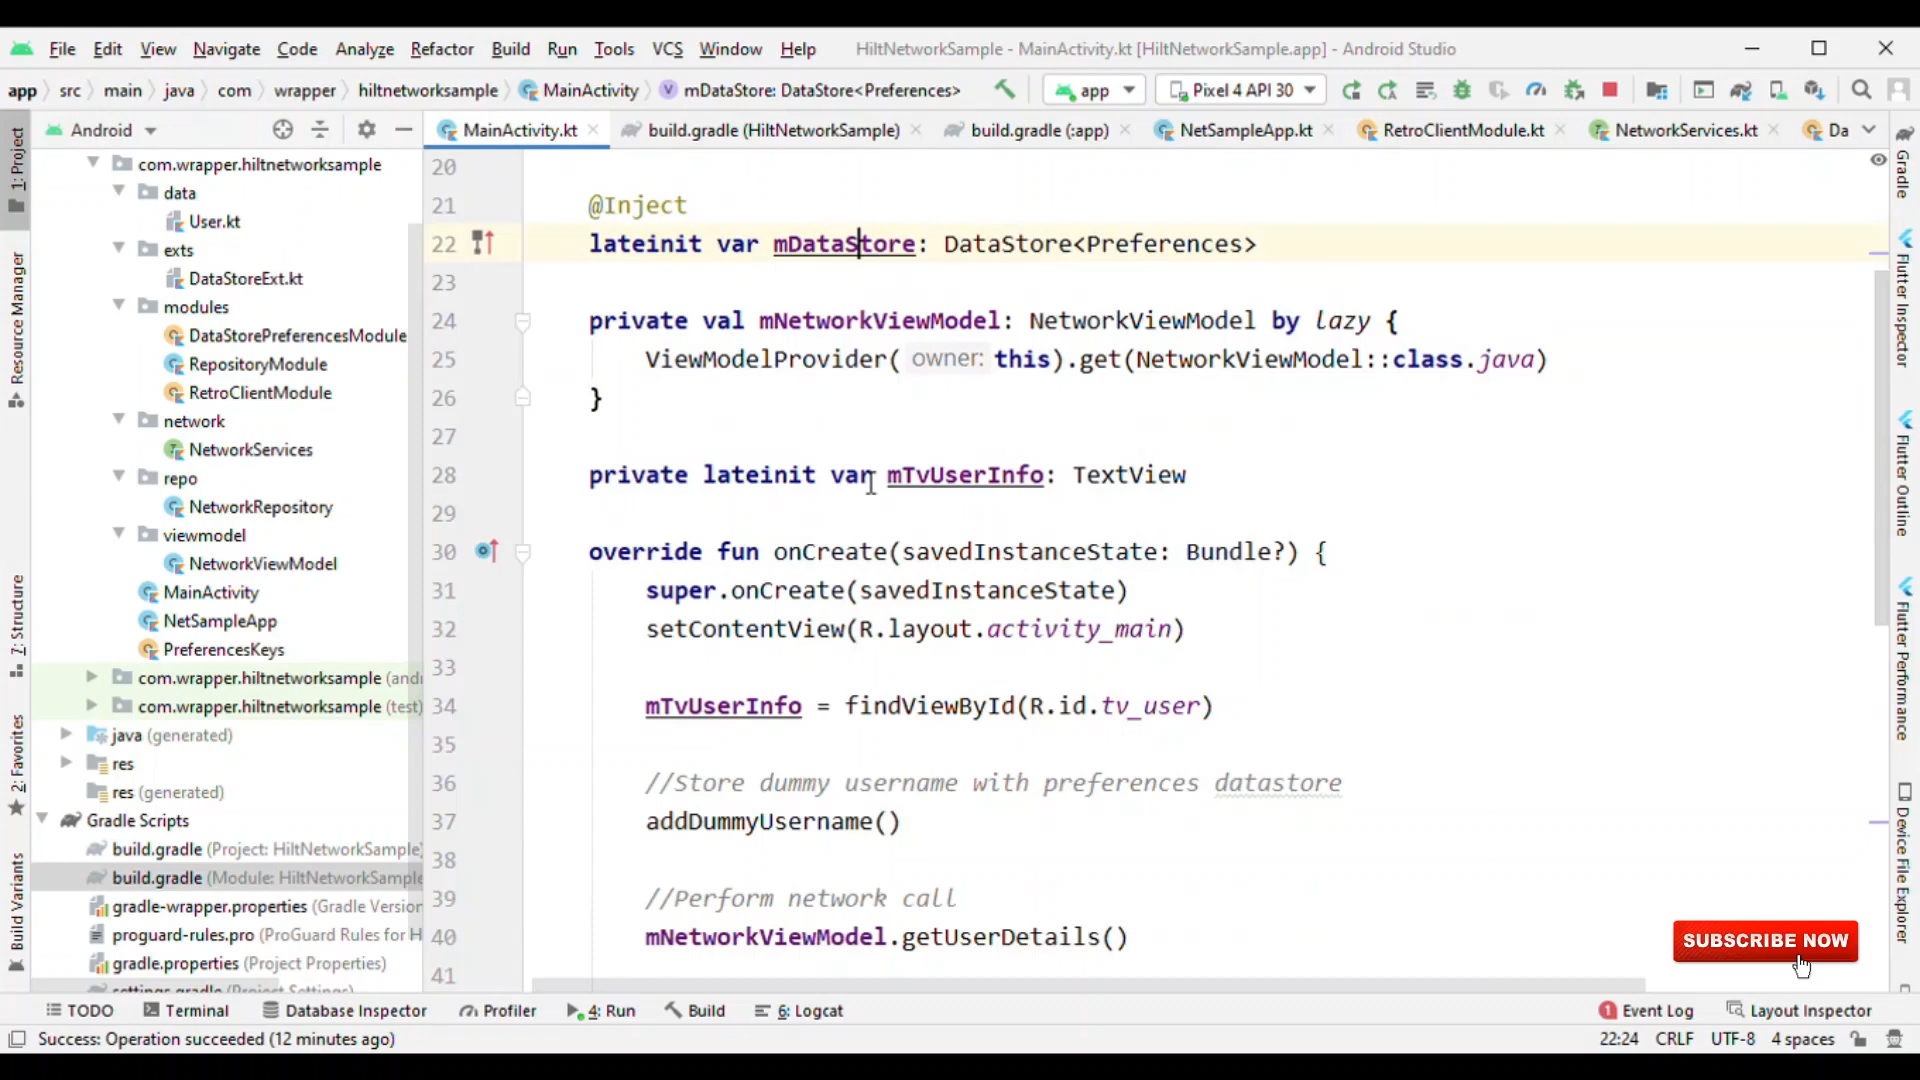 File Edit View Navigate Code Analyze Refactor Build Run Tools VCS Window Help HiltNetworkSample - MainActivity.kt [HiltNetworkSample.app] - Android Studio
app src main java com wrapper hiltnetworksample MainActivity mDataStore: DataStore<Preferences> app Pixel 4 API 30
Android MainActivity.kt build.gradle (HiltNetworkSample) build.gradle (:app) NetSampleApp.kt RetroClientModule.kt NetworkServices.kt Da
1: Project
Resource Manager
7: Structure
2: Favorites
Build Variants
com.wrapper.hiltnetworksample
data
User.kt
exts
DataStoreExt.kt
modules
DataStorePreferencesModule
RepositoryModule
RetroClientModule
network
NetworkServices
repo
NetworkRepository
viewmodel
NetworkViewModel
MainActivity
NetSampleApp
PreferencesKeys
com.wrapper.hiltnetworksample (and
com.wrapper.hiltnetworksample (test)
java (generated)
res
res (generated)
Gradle Scripts
build.gradle (Project: HiltNetworkSample)
build.gradle (Module: HiltNetworkSample
gradle-wrapper.properties (Gradle Version
proguard-rules.pro (ProGuard Rules for H
gradle.properties (Project Properties)
settings.gradle (Project Settings)
20
21 @Inject
22 lateinit var mDataStore: DataStore<Preferences>
23
24 private val mNetworkViewModel: NetworkViewModel by lazy {
25 ViewModelProvider( owner: this).get(NetworkViewModel::class.java)
26 }
27
28 private lateinit var mTvUserInfo: TextView
29
30 override fun onCreate(savedInstanceState: Bundle?) {
31 super.onCreate(savedInstanceState)
32 setContentView(R.layout.activity_main)
33
34 mTvUserInfo = findViewById(R.id.tv_user)
35
36 //Store dummy username with preferences datastore
37 addDummyUsername()
38
39 //Perform network call
40 mNetworkViewModel.getUserDetails()
41
Gradle
Flutter Inspector
Flutter Outline
Flutter Performance
Device File Explorer
SUBSCRIBE NOW
TODO Terminal Database Inspector Profiler 4: Run Build 6: Logcat 1 Event Log Layout Inspector
Success: Operation succeeded (12 minutes ago) 22:24 CRLF UTF-8 4 spaces